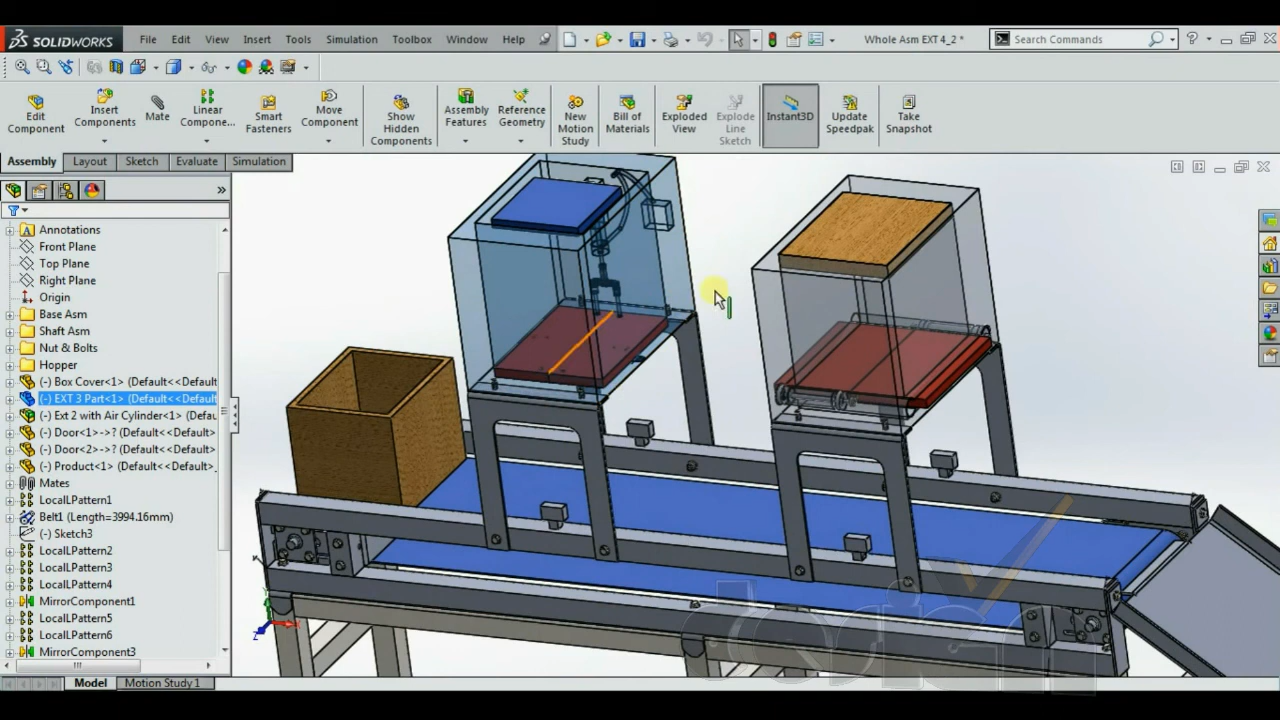 SOLIDWORKS File Edit View Insert Tools Simulation Toolbox Window Help Whole Asm EXT 4_2 * Search Commands
Edit Component
Insert Components
Mate
Linear Compone...
Smart Fasteners
Move Component
Show Hidden Components
Assembly Features
Reference Geometry
New Motion Study
Bill of Materials
Exploded View
Explode Line Sketch
Instant3D
Update Speedpak
Take Snapshot
Assembly Layout Sketch Evaluate Simulation
Annotations
Front Plane
Top Plane
Right Plane
Origin
Base Asm
Shaft Asm
Nut & Bolts
Hopper
(-) Box Cover<1> (Default<<Default
(-) EXT 3 Part<1> (Default<<Default
(-) Ext 2 with Air Cylinder<1> (Defau
(-) Door<1>->? (Default<<Default>
(-) Door<2>->? (Default<<Default>
(-) Product<1> (Default<<Default>
Mates
LocalLPattern1
Belt1 (Length=3994.16mm)
(-) Sketch3
LocalLPattern2
LocalLPattern3
LocalLPattern4
MirrorComponent1
LocalLPattern5
LocalLPattern6
MirrorComponent3
Model Motion Study 1